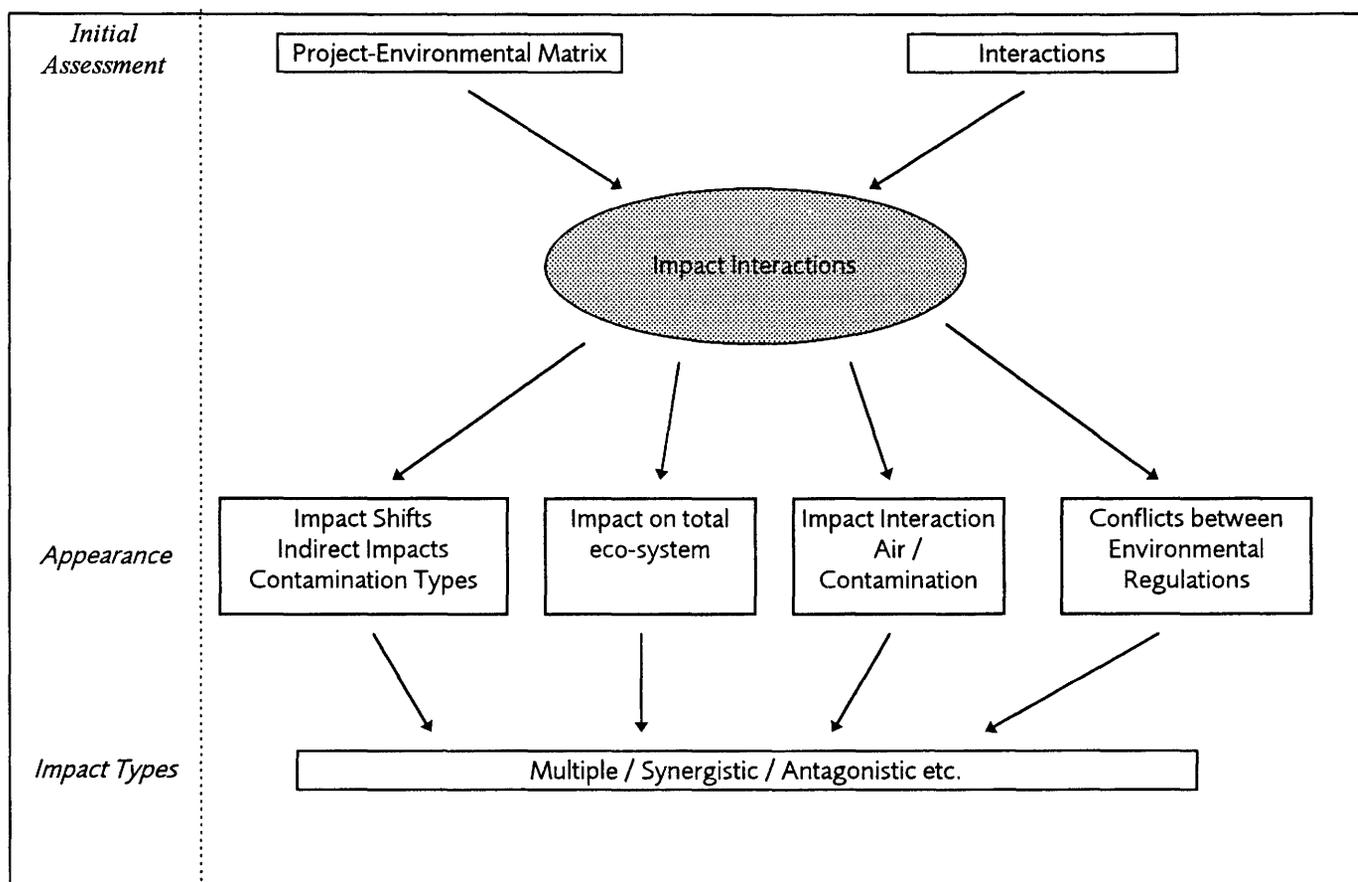 Initial
Assessment
Project-Environmental Matrix
Interactions
Impact Interactions
Appearance
Impact Shifts
Indirect Impacts
Contamination Types
Impact on total
eco-system
Impact Interaction
Air /
Contamination
Conflicts between
Environmental
Regulations
Impact Types
Multiple / Synergistic / Antagonistic etc.